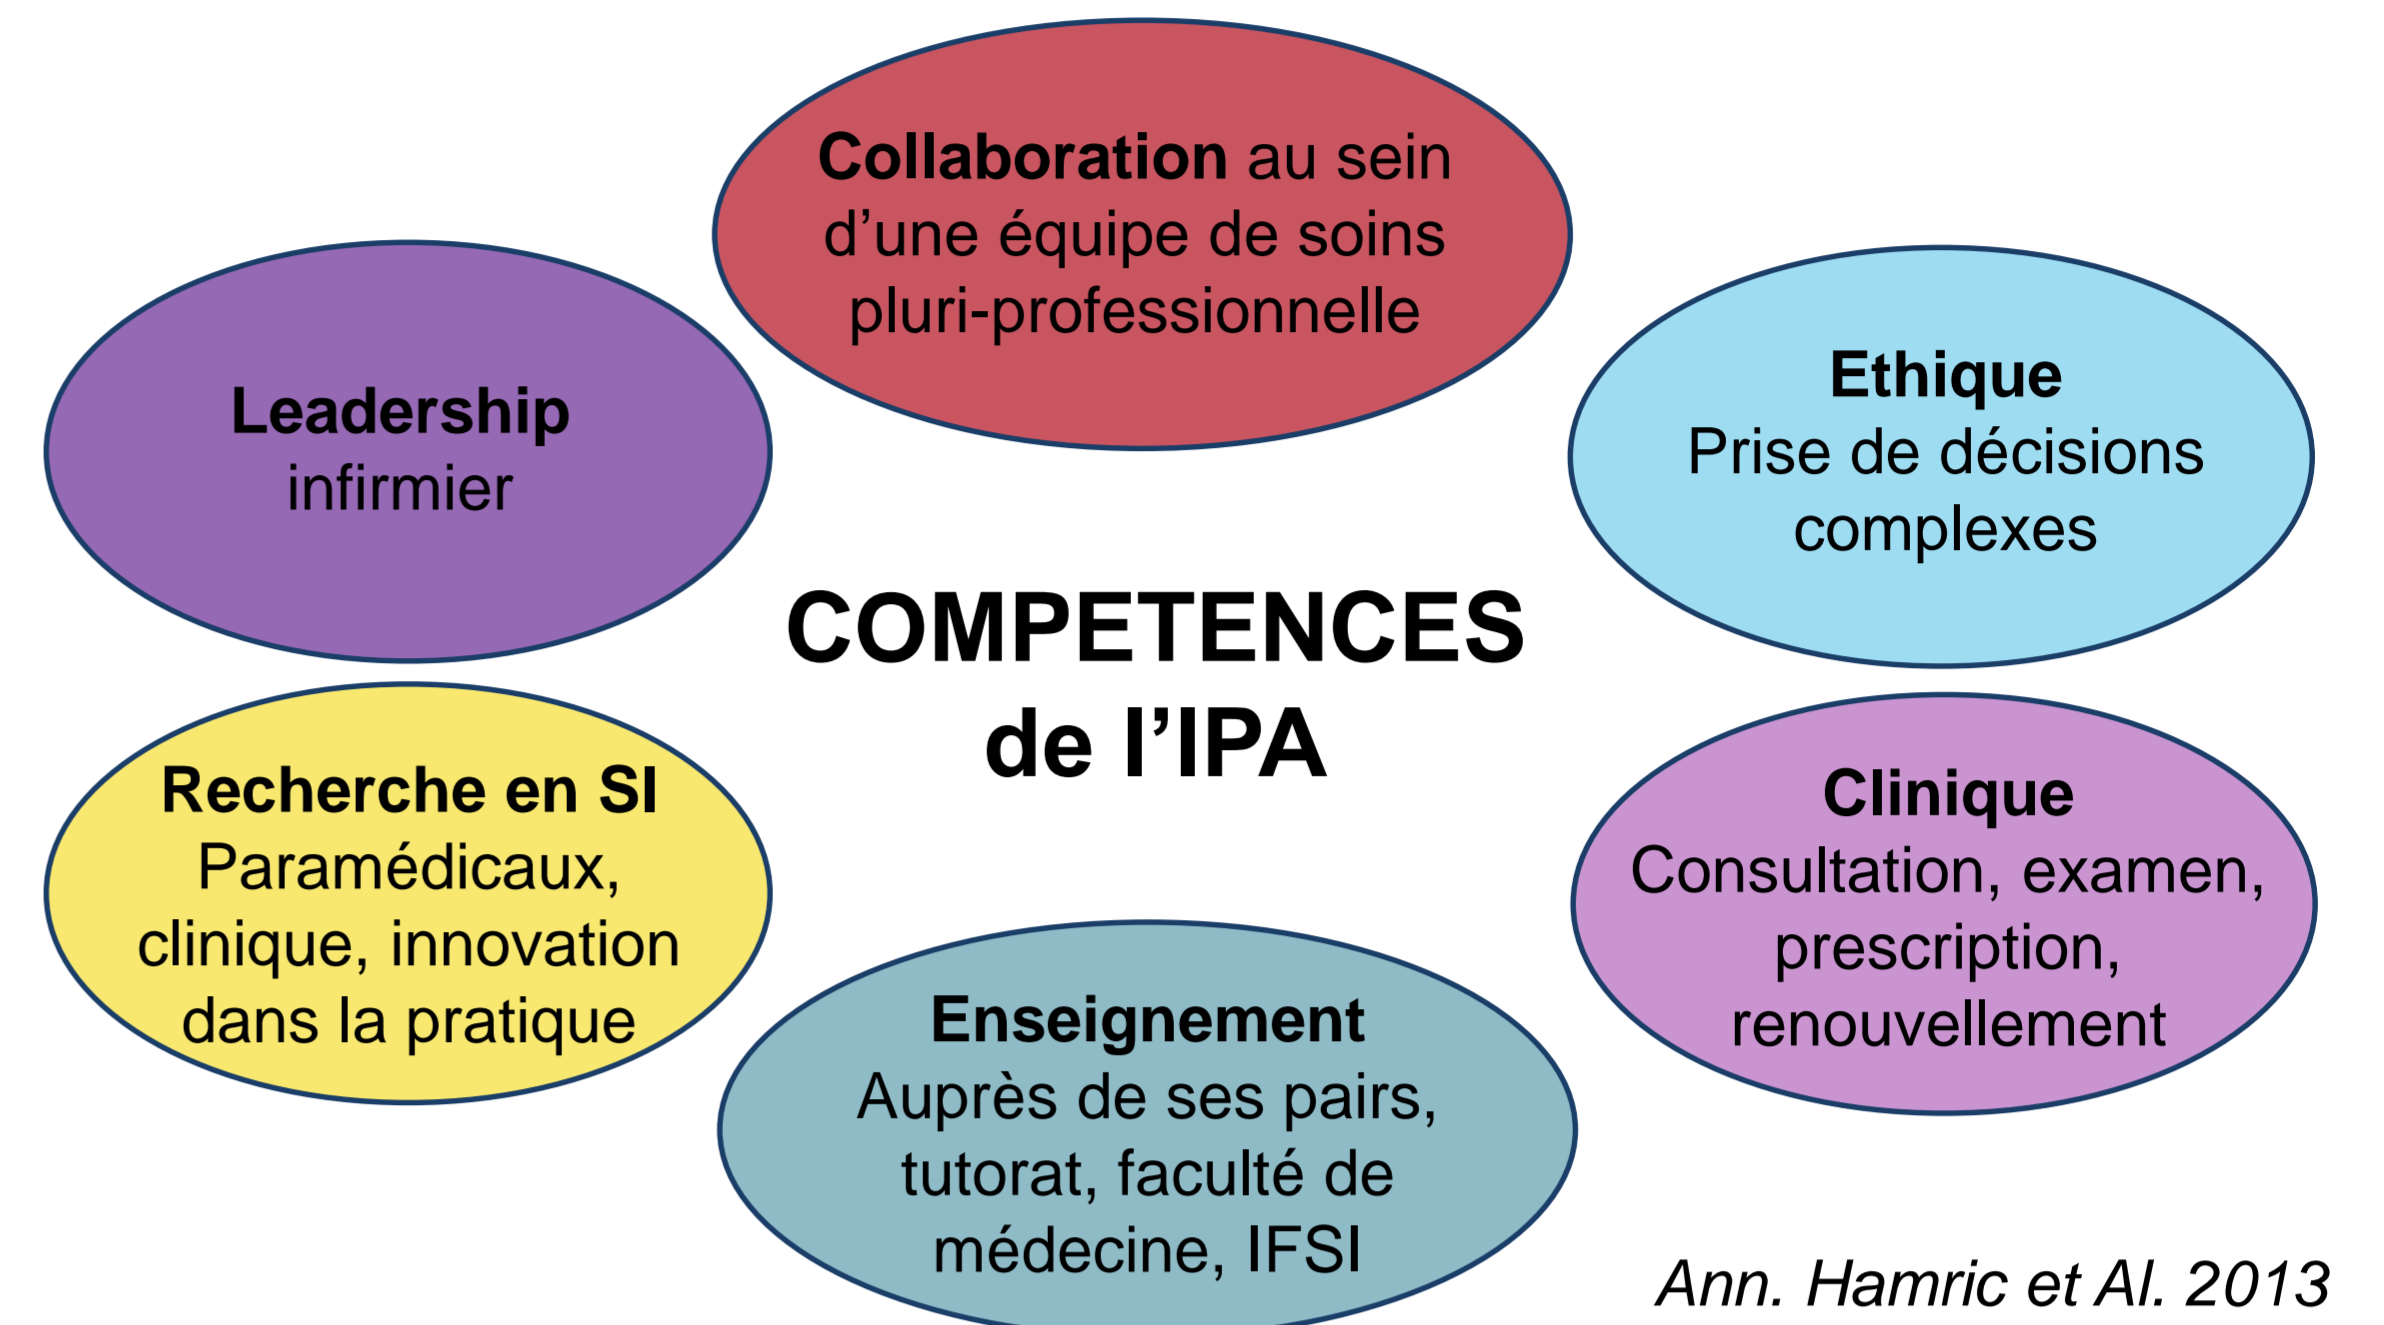 Collaboration au sein
d’une équipe de soins
pluri-professionnelle
Leadership
infirmier
Ethique
Prise de décisions
complexes
COMPETENCES
de l’IPA
Recherche en SI
Paramédicaux,
clinique, innovation
dans la pratique
Clinique
Consultation, examen,
prescription,
renouvellement
Enseignement
Auprès de ses pairs,
tutorat, faculté de
médecine, IFSI
Ann. Hamric et Al. 2013